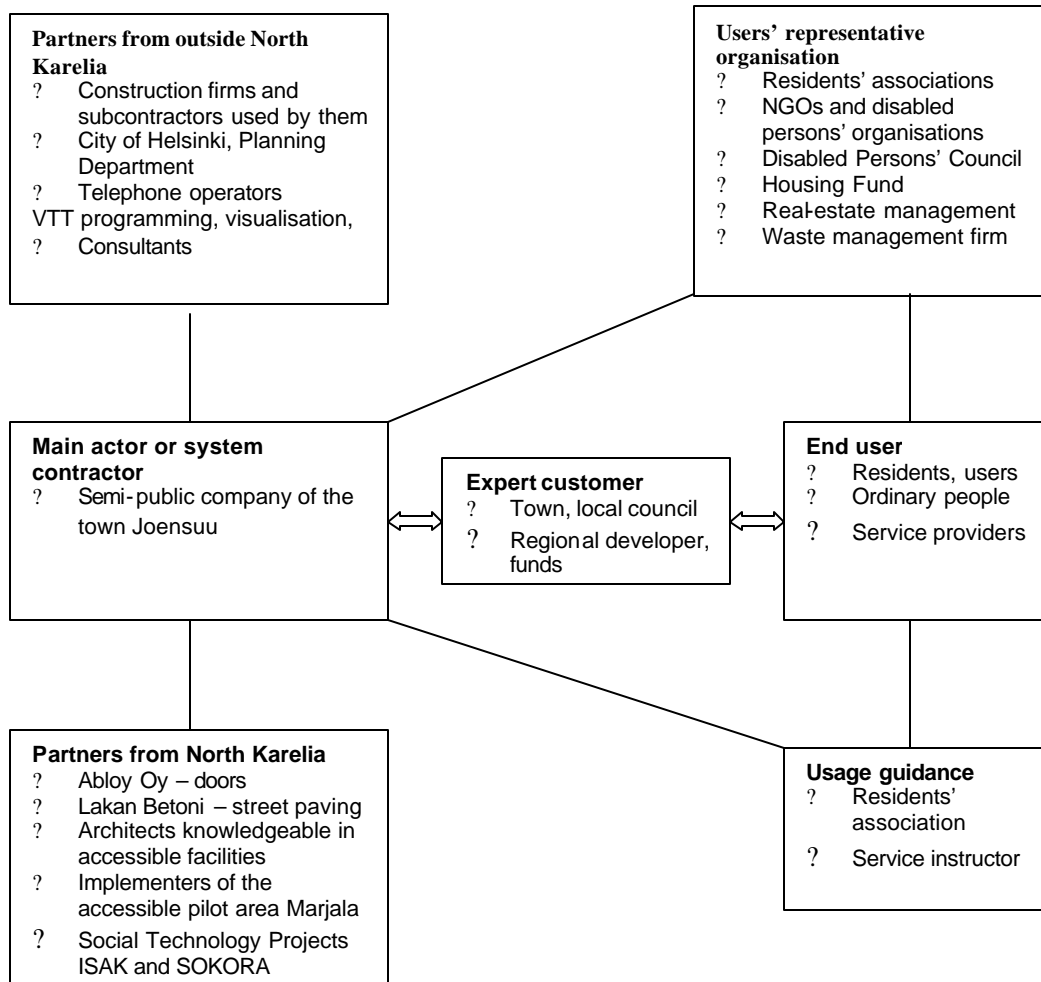 Partners from outside North
Karelia
? Construction firms and
subcontractors used by them
? City of Helsinki, Planning
Department
? Telephone operators
VTT programming, visualisation,
? Consultants
Users’ representative
organisation
? Residents’ associations
? NGOs and disabled
persons’ organisations
? Disabled Persons’ Council
? Housing Fund
? Real-estate management
? Waste management firm
Main actor or system
contractor
? Semi-public company of the
town Joensuu
Expert customer
? Town, local council
? Regional developer,
funds
End user
? Residents, users
? Ordinary people
? Service providers
Partners from North Karelia
? Abloy Oy – doors
? Lakan Betoni – street paving
? Architects knowledgeable in
accessible facilities
? Implementers of the
accessible pilot area Marjala
? Social Technology Projects
ISAK and SOKORA
Usage guidance
? Residents’
association
? Service instructor